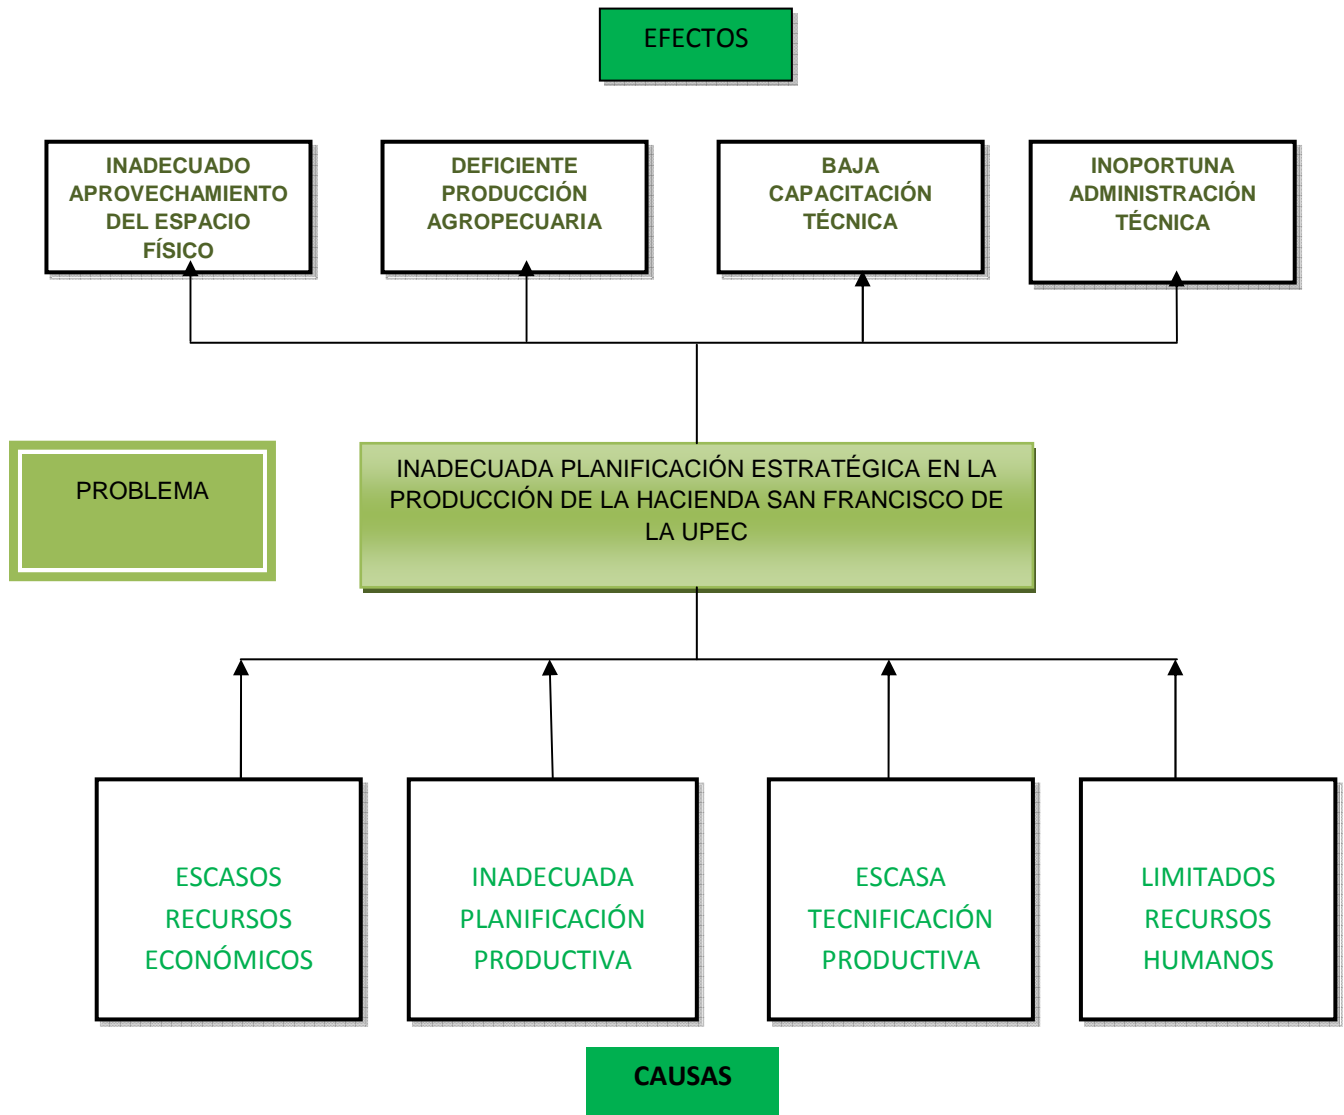 EFECTOS
INADECUADO
APROVECHAMIENTO
DEL ESPACIO
FÍSICO
DEFICIENTE
PRODUCCIÓN
AGROPECUARIA
BAJA
CAPACITACIÓN
TÉCNICA
INOPORTUNA
ADMINISTRACIÓN
TÉCNICA
PROBLEMA
INADECUADA PLANIFICACIÓN ESTRATÉGICA EN LA
PRODUCCIÓN DE LA HACIENDA SAN FRANCISCO DE
LA UPEC
ESCASOS
RECURSOS
ECONÓMICOS
INADECUADA
PLANIFICACIÓN
PRODUCTIVA
ESCASA
TECNIFICACIÓN
PRODUCTIVA
LIMITADOS
RECURSOS
HUMANOS
CAUSAS